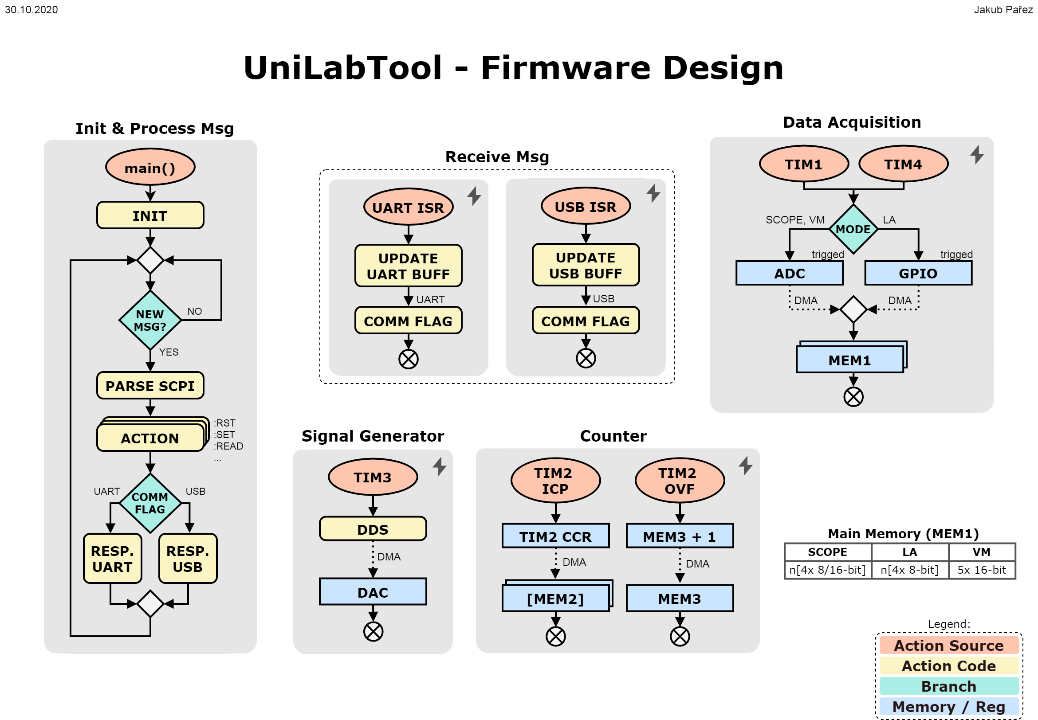 30.10.2020
Jakub Pařez
UniLabTool - Firmware Design
Init & Process Msg
main()
INIT
NEW
MSG?
NO
YES
PARSE SCPI
ACTION
:RST
:SET
:READ
...
UART
USB
COMM
FLAG
RESP.
UART
RESP.
USB
Receive Msg
UART ISR
UPDATE
UART BUFF
UART
COMM FLAG
USB ISR
UPDATE
USB BUFF
USB
COMM FLAG
Data Acquisition
TIM1
TIM4
SCOPE, VM
MODE
LA
trigged
trigged
ADC
GPIO
DMA
DMA
MEM1
Signal Generator
TIM3
DDS
DMA
DAC
Counter
TIM2
ICP
TIM2 CCR
DMA
[MEM2]
TIM2
OVF
MEM3 + 1
DMA
MEM3
Main Memory (MEM1)
SCOPE LA VM
n[4x 8/16-bit] n[4x 8-bit] 5x 16-bit
Legend:
Action Source
Action Code
Branch
Memory / Reg